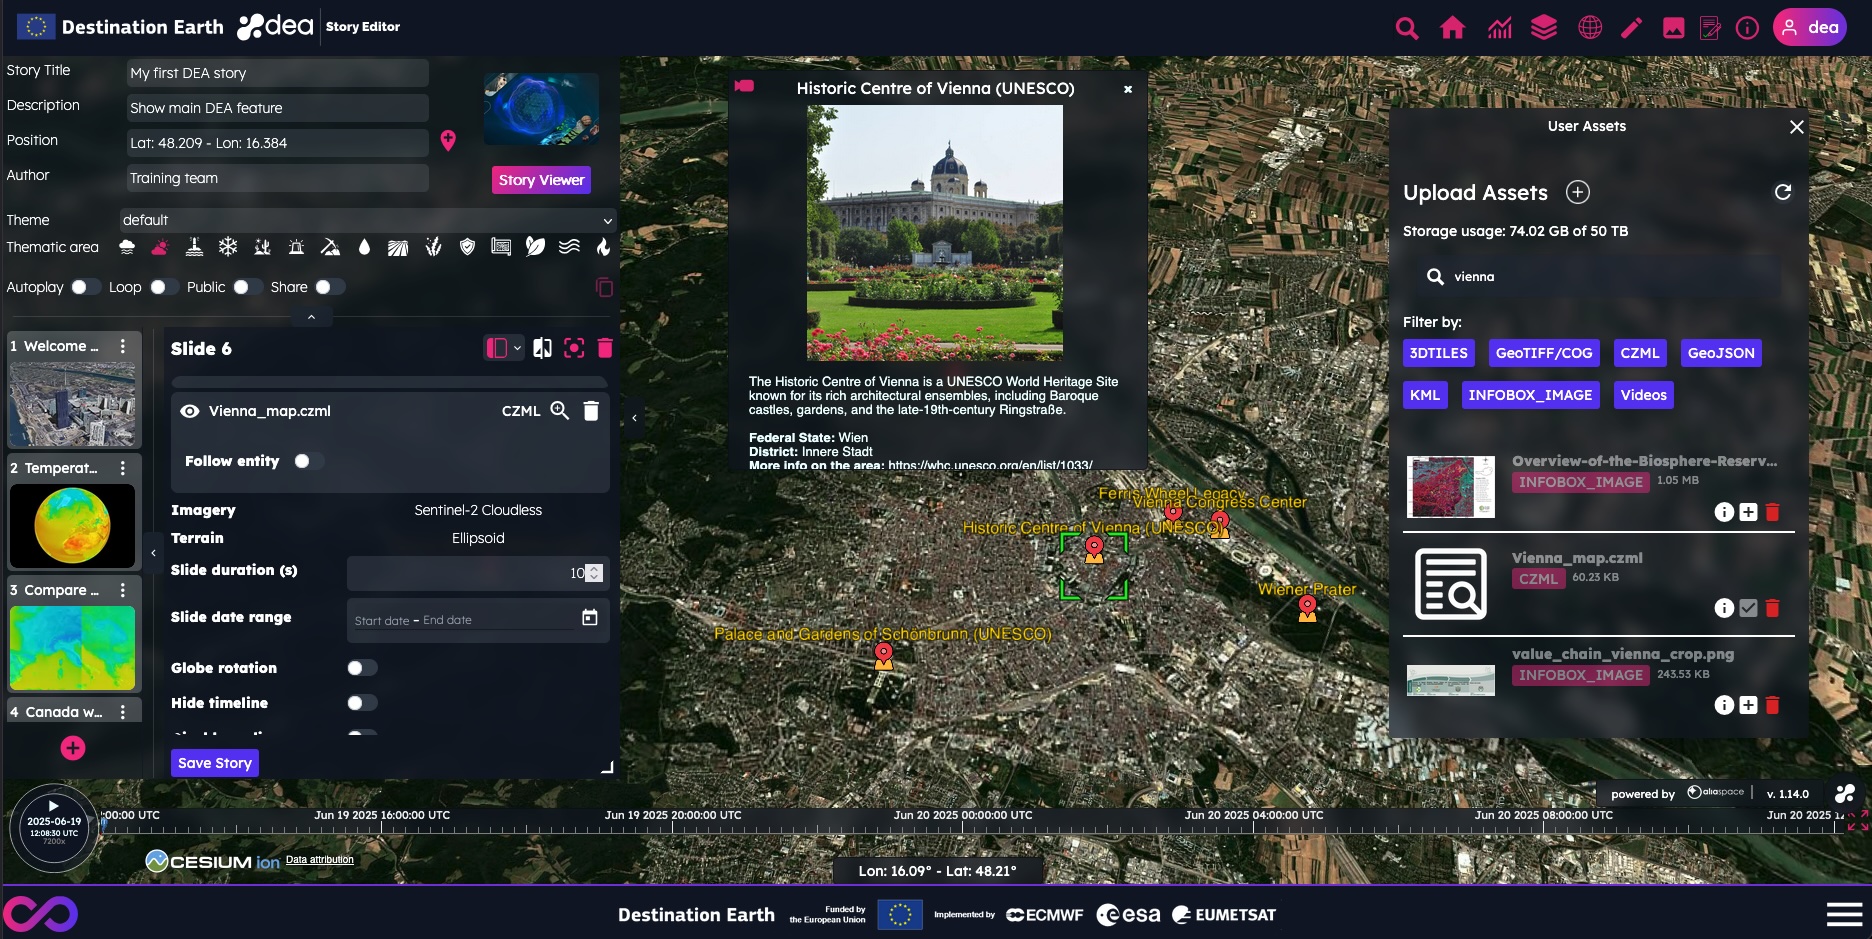 Destination Earth
dea
Story Editor
dea
Story Title
My first DEA story
Description
Show main DEA feature
Position
Lat: 48.209 - Lon: 16.384
Author
Training team
Story Viewer
Theme
default
Thematic area
Autoplay
Loop
Public
Share
1 Welcome ...
2 Temperat...
3 Compare ...
4 Canada w...
Slide 6
Vienna_map.czml
CZML
Follow entity
Imagery
Sentinel-2 Cloudless
Terrain
Ellipsoid
Slide duration (s)
10
Slide date range
Start date – End date
Globe rotation
Hide timeline
Save Story
Historic Centre of Vienna (UNESCO)
The Historic Centre of Vienna is a UNESCO World Heritage Site
known for its rich architectural ensembles, including Baroque
castles, gardens, and the late-19th-century Ringstraße.
Federal State: Wien
District: Innere Stadt
More info on the area: https://whc.unesco.org/en/list/1033/
Ferris Wheel Legacy
Vienna Congress Center
Historic Centre of Vienna (UNESCO)
Wiener Prater
Palace and Gardens of Schönbrunn (UNESCO)
User Assets
Upload Assets
Storage usage: 74.02 GB of 50 TB
vienna
Filter by:
3DTILES
GeoTIFF/COG
CZML
GeoJSON
KML
INFOBOX_IMAGE
Videos
Overview-of-the-Biosphere-Reserv...
INFOBOX_IMAGE
1.05 MB
Vienna_map.czml
CZML
60.23 KB
value_chain_vienna_crop.png
INFOBOX_IMAGE
243.53 KB
powered by
aliaspace
v. 1.14.0
2025-06-19
12:08:30 UTC
7200x
:00:00 UTC
Jun 19 2025 16:00:00 UTC
Jun 19 2025 20:00:00 UTC
Jun 20 2025 00:00:00 UTC
Jun 20 2025 04:00:00 UTC
Jun 20 2025 08:00:00 UTC
Jun 20 2025 12
CESIUM ion
Data attribution
Lon: 16.09° - Lat: 48.21°
Destination Earth
Funded by
the European Union
Implemented by
ECMWF
esa
EUMETSAT